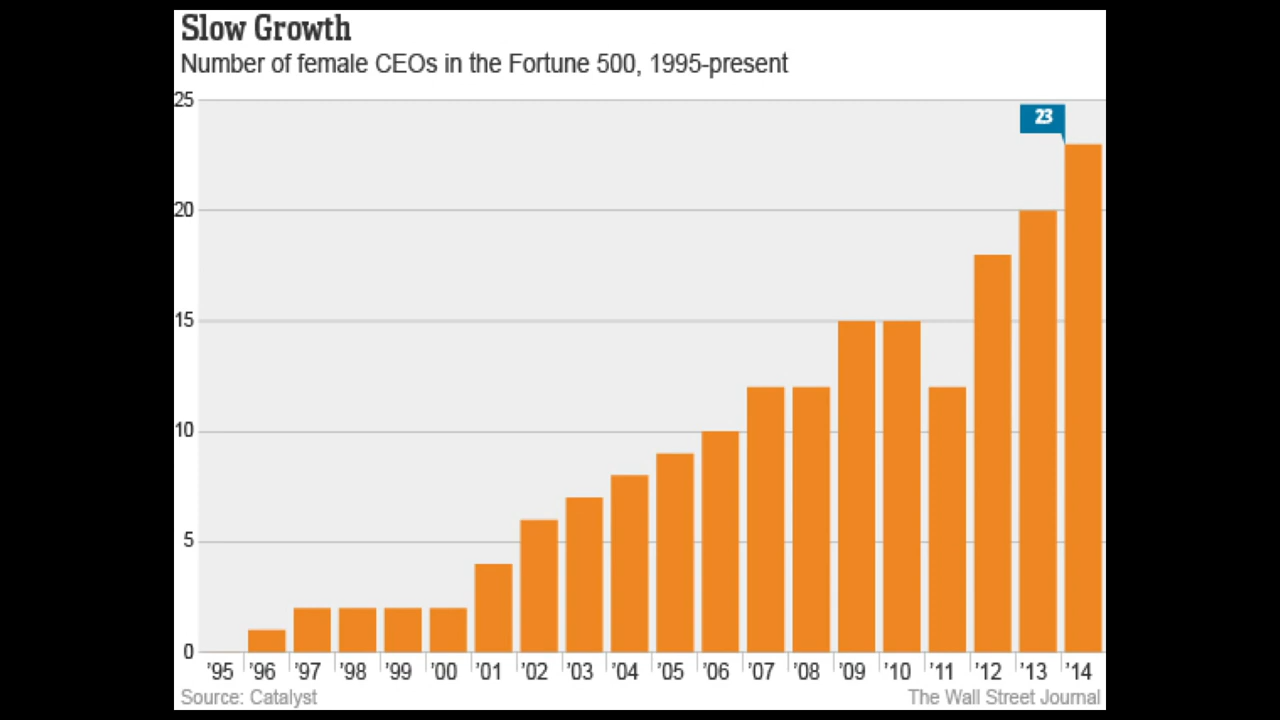 Slow Growth
Number of female CEOs in the Fortune 500, 1995-present
25
23
20
15
10
5
0
’95 ’96 ’97 ’98 ’99 ’00 ’01 ’02 ’03 ’04 ’05 ’06 ’07 ’08 ’09 ’10 ’11 ’12 ’13 ’14
Source: Catalyst The Wall Street Journal